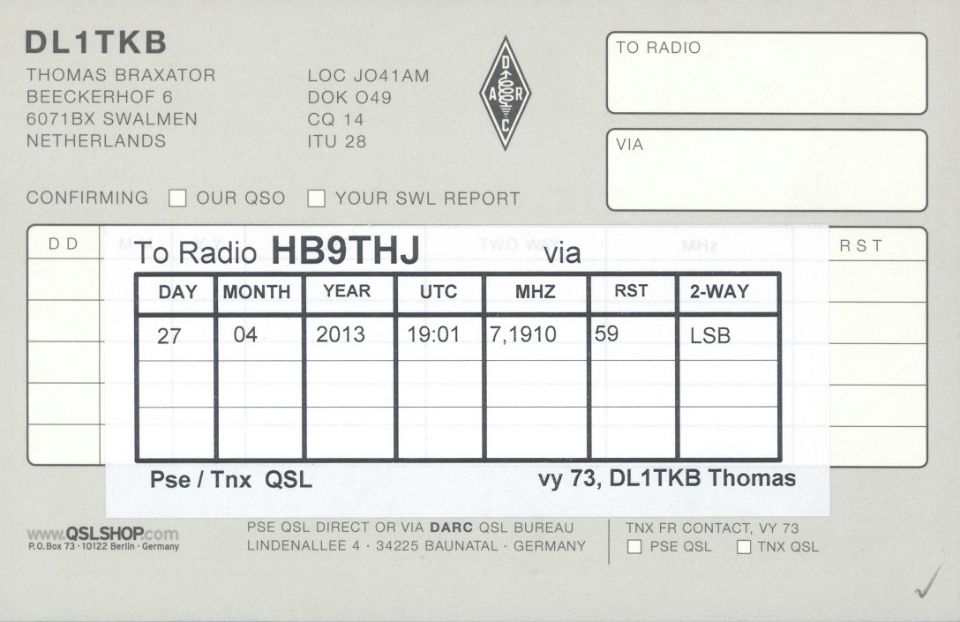 DL1TKB
THOMAS BRAXATOR
BEECKERHOF 6
6071BX SWALMEN
NETHERLANDS
LOC JO41AM
DOK O49
CQ 14
ITU 28
D
A R
C
TO RADIO
VIA
CONFIRMING OUR QSO YOUR SWL REPORT
DD TWO WAY MHz RST
To Radio HB9THJ via
DAY MONTH YEAR UTC MHZ RST 2-WAY
27 04 2013 19:01 7,1910 59 LSB
Pse / Tnx QSL vy 73, DL1TKB Thomas
www.QSLSHOP.com
P.O.Box 73 · 10122 Berlin · Germany
PSE QSL DIRECT OR VIA DARC QSL BUREAU
LINDENALLEE 4 · 34225 BAUNATAL · GERMANY
TNX FR CONTACT, VY 73
PSE QSL TNX QSL